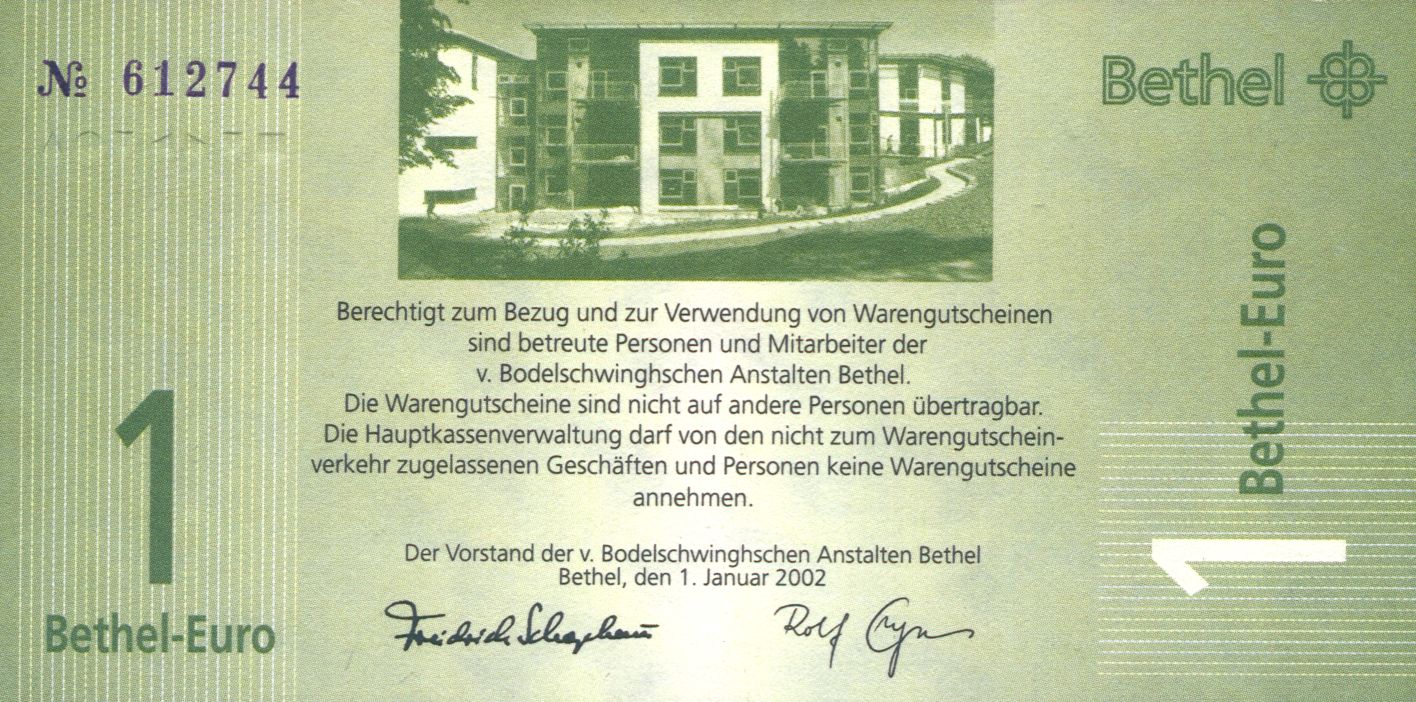 № 612744
Bethel
Berechtigt zum Bezug und zur Verwendung von Warengutscheinen
sind betreute Personen und Mitarbeiter der
v. Bodelschwinghschen Anstalten Bethel.
Die Warengutscheine sind nicht auf andere Personen übertragbar.
Die Hauptkassenverwaltung darf von den nicht zum Warengutschein-
verkehr zugelassenen Geschäften und Personen keine Warengutscheine
annehmen.
Der Vorstand der v. Bodelschwinghschen Anstalten Bethel
Bethel, den 1. Januar 2002
Friedrich
Rolf
1
Bethel-Euro
1
Bethel-Euro